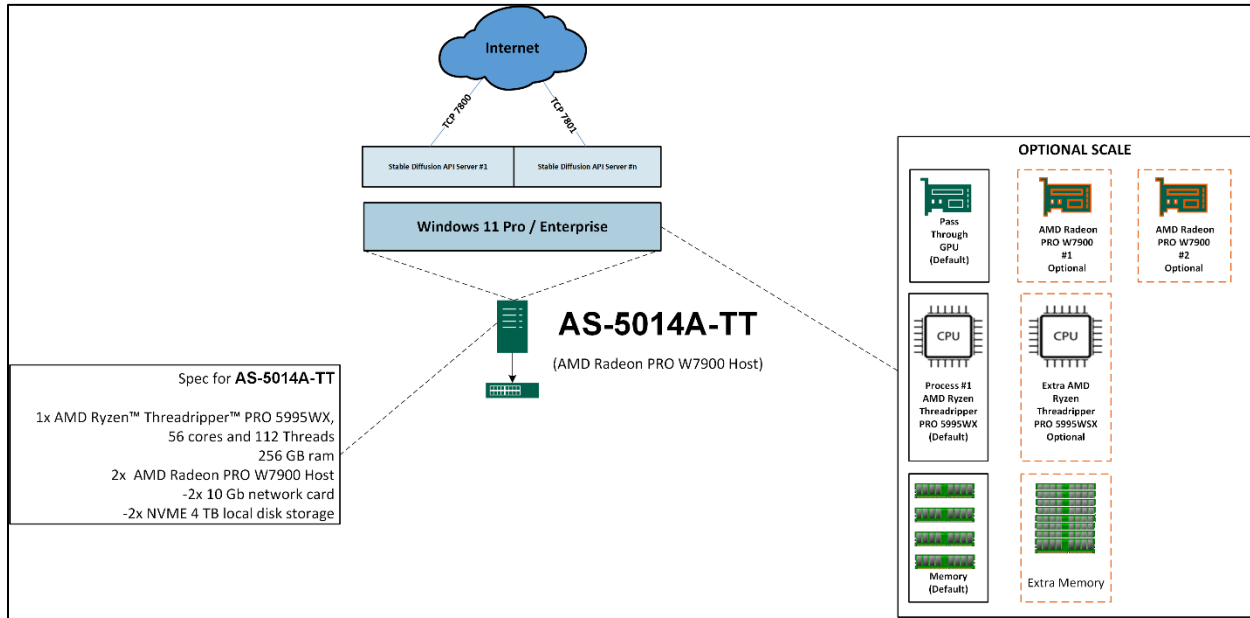 Internet
TCP 7800
TCP 7801
Stable Diffusion API Server #1
Stable Diffusion API Server #n
Windows 11 Pro / Enterprise
AS-5014A-TT
(AMD Radeon PRO W7900 Host)
Spec for AS-5014A-TT
1x AMD Ryzen™ Threadripper™ PRO 5995WX,
56 cores and 112 Threads
256 GB ram
2x  AMD Radeon PRO W7900 Host
-2x 10 Gb network card
-2x NVME 4 TB local disk storage
OPTIONAL SCALE
Pass
Through
GPU
(Default)
AMD Radeon
PRO W7900
#1
Optional
AMD Radeon
PRO W7900
#2
Optional
CPU
Process #1
AMD Ryzen
Threadripper
PRO 5995WX
(Default)
CPU
Extra AMD
Ryzen
Threadripper
PRO 5995WSX
Optional
Memory
(Default)
Extra Memory